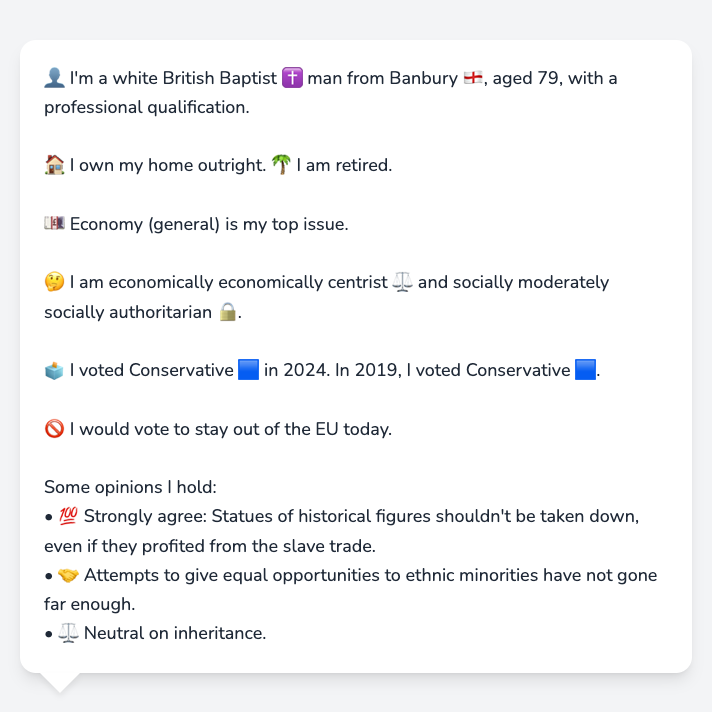 👤 I'm a white British Baptist ✝️ man from Banbury 🏴󠁧󠁢󠁥󠁮󠁧󠁿, aged 79, with a
professional qualification.
🏠 I own my home outright. 🌴 I am retired.
💷 Economy (general) is my top issue.
🤔 I am economically economically centrist ⚖️ and socially moderately
socially authoritarian 🔒.
🗳️ I voted Conservative 🟦 in 2024. In 2019, I voted Conservative 🟦.
🚫 I would vote to stay out of the EU today.
Some opinions I hold:
• 💯 Strongly agree: Statues of historical figures shouldn't be taken down,
even if they profited from the slave trade.
• 🤝 Attempts to give equal opportunities to ethnic minorities have not gone
far enough.
• ⚖️ Neutral on inheritance.